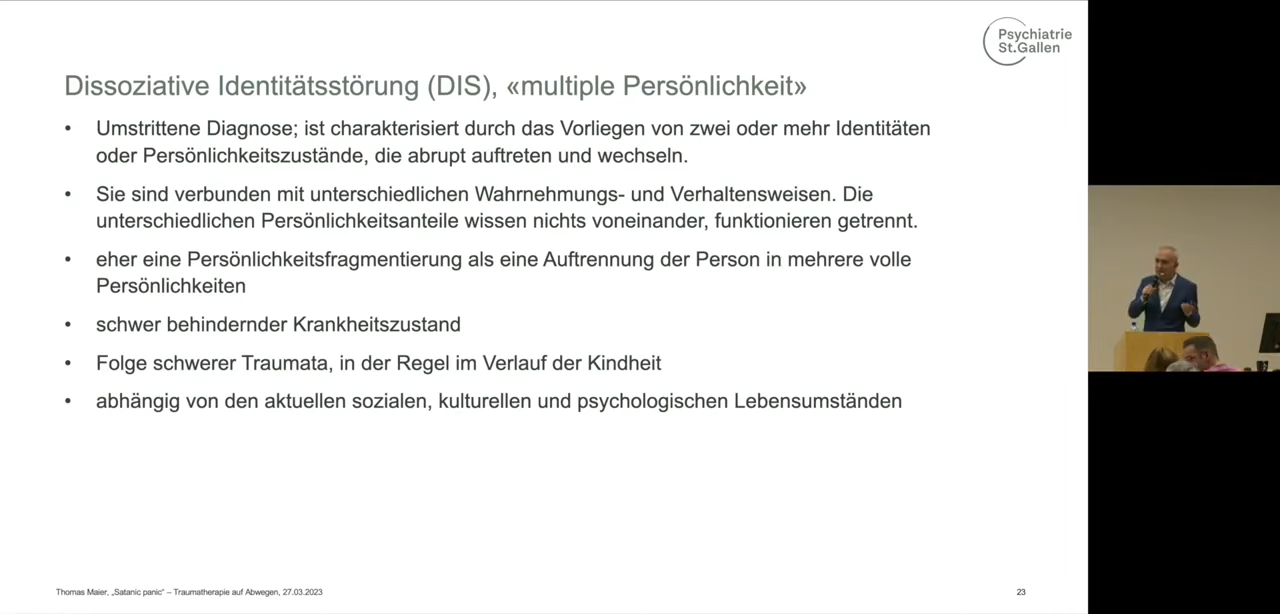 Psychiatrie
St.Gallen
Dissoziative Identitätsstörung (DIS), «multiple Persönlichkeit»
• Umstrittene Diagnose; ist charakterisiert durch das Vorliegen von zwei oder mehr Identitäten
oder Persönlichkeitszustände, die abrupt auftreten und wechseln.
• Sie sind verbunden mit unterschiedlichen Wahrnehmungs- und Verhaltensweisen. Die
unterschiedlichen Persönlichkeitsanteile wissen nichts voneinander, funktionieren getrennt.
• eher eine Persönlichkeitsfragmentierung als eine Auftrennung der Person in mehrere volle
Persönlichkeiten
• schwer behindernder Krankheitszustand
• Folge schwerer Traumata, in der Regel im Verlauf der Kindheit
• abhängig von den aktuellen sozialen, kulturellen und psychologischen Lebensumständen
Thomas Maier, „Satanic panic“ – Traumatherapie auf Abwegen, 27.03.2023
23